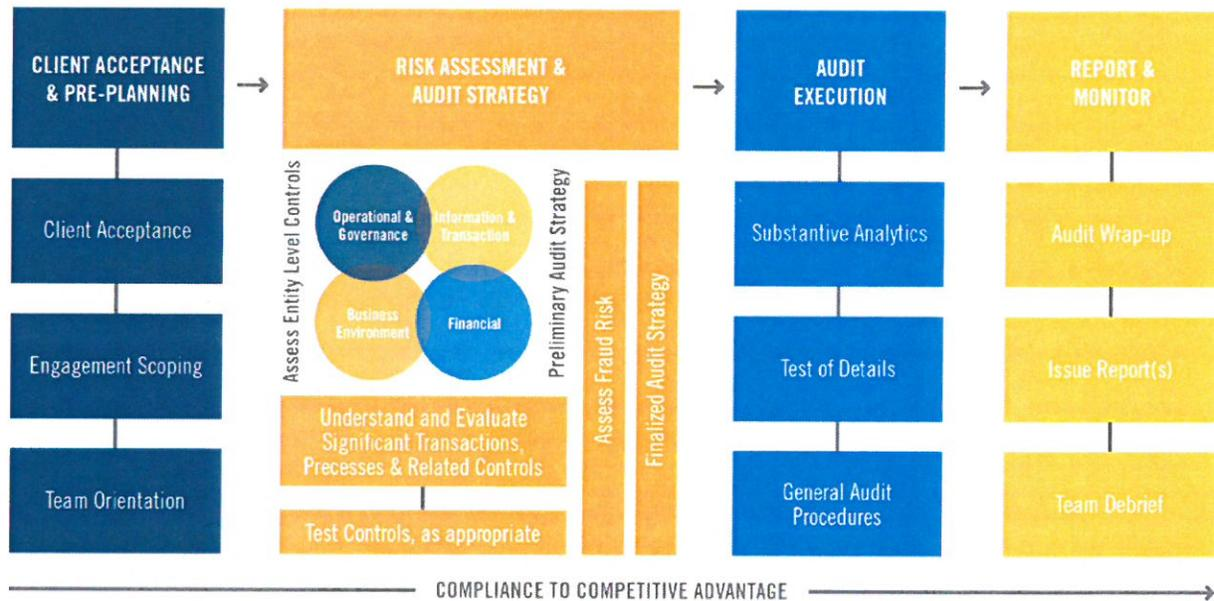 CLIENT ACCEPTANCE
& PRE-PLANNING
Client Acceptance
Engagement Scoping
Team Orientation
RISK ASSESSMENT &
AUDIT STRATEGY
Assess Entity Level Controls
Operational &
Governance
Information &
Transaction
Business
Environment
Financial
Preliminary Audit Strategy
Understand and Evaluate
Significant Transactions,
Precesses & Related Controls
Test Controls, as appropriate
Assess Fraud Risk
Finalized Audit Strategy
AUDIT
EXECUTION
Substantive Analytics
Test of Details
General Audit
Procedures
REPORT &
MONITOR
Audit Wrap-up
Issue Report(s)
Team Debrief
COMPLIANCE TO COMPETITIVE ADVANTAGE